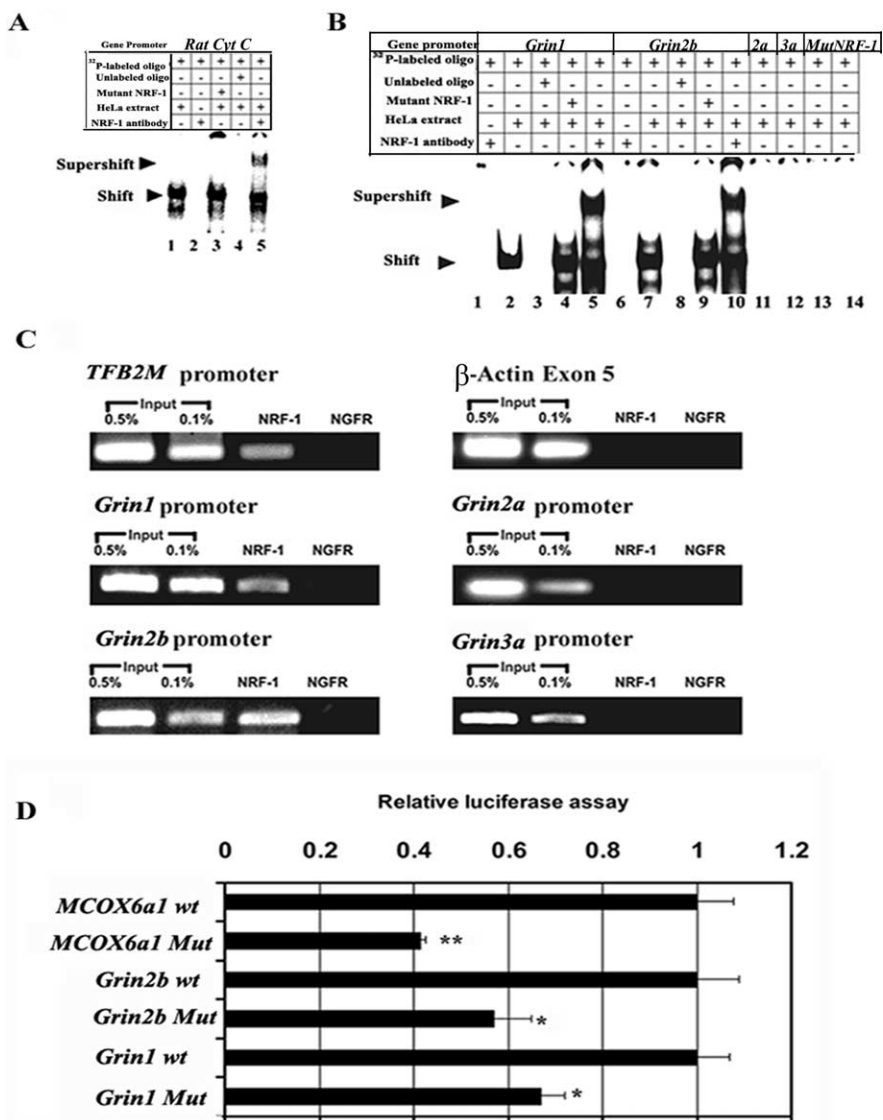 A
Gene Promoter Rat Cyt C
32P-labeled oligo + + + + +
Unlabeled oligo - - - + -
Mutant NRF-1 - - + - -
HeLa extract + - + + +
NRF-1 antibody - + - - +
Supershift
Shift
1 2 3 4 5
B
Gene promoter Grin1 Grin2b 2a 3a MutNRF-1
32P-labeled oligo + + + + + + + + + + + + + +
Unlabeled oligo - - + - - - - + - - - - - -
Mutant NRF-1 - - - + - - - - + - - - - -
HeLa extract - + + + + - + + + + + + + +
NRF-1 antibody + - - - + - - - - + - - - -
Supershift
Shift
1 2 3 4 5 6 7 8 9 10 11 12 13 14
C
TFB2M promoter
Input
0.5% 0.1% NRF-1 NGFR
β-Actin Exon 5
Input
0.5% 0.1% NRF-1 NGFR
Grin1 promoter
Input
0.5% 0.1% NRF-1 NGFR
Grin2a promoter
Input
0.5% 0.1% NRF-1 NGFR
Grin2b promoter
Input
0.5% 0.1% NRF-1 NGFR
Grin3a promoter
Input
0.5% 0.1% NRF-1 NGFR
D
Relative luciferase assay
0 0.2 0.4 0.6 0.8 1 1.2
MCOX6a1 wt
MCOX6a1 Mut **
Grin2b wt
Grin2b Mut *
Grin1 wt
Grin1 Mut *